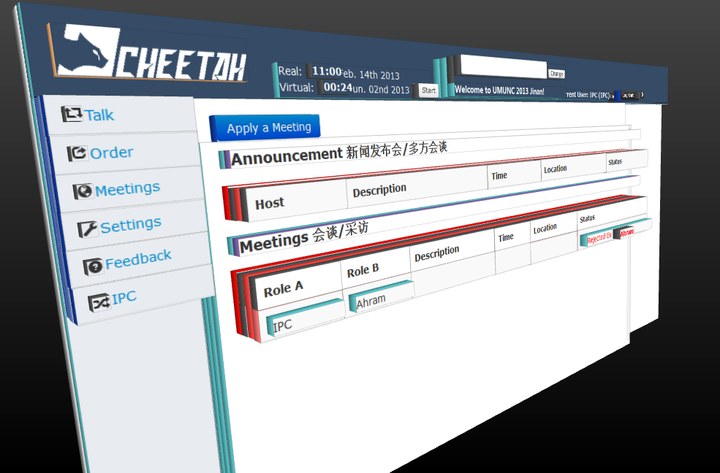 CHEETAH
Real: 11:00 eb. 14th 2013
Virtual: 00:24 un. 02nd 2013 Start
Change
Welcome to UMUNC 2013 Jinan!
rent User: IPC (IPC)
Talk
Order
Meetings
Settings
Feedback
IPC
Apply a Meeting
Announcement 新闻发布会/多方会谈
Host Description Time Location Status
Meetings 会谈/采访
Role A Role B Description Time Location Status
IPC Ahram Rejected by Ahram